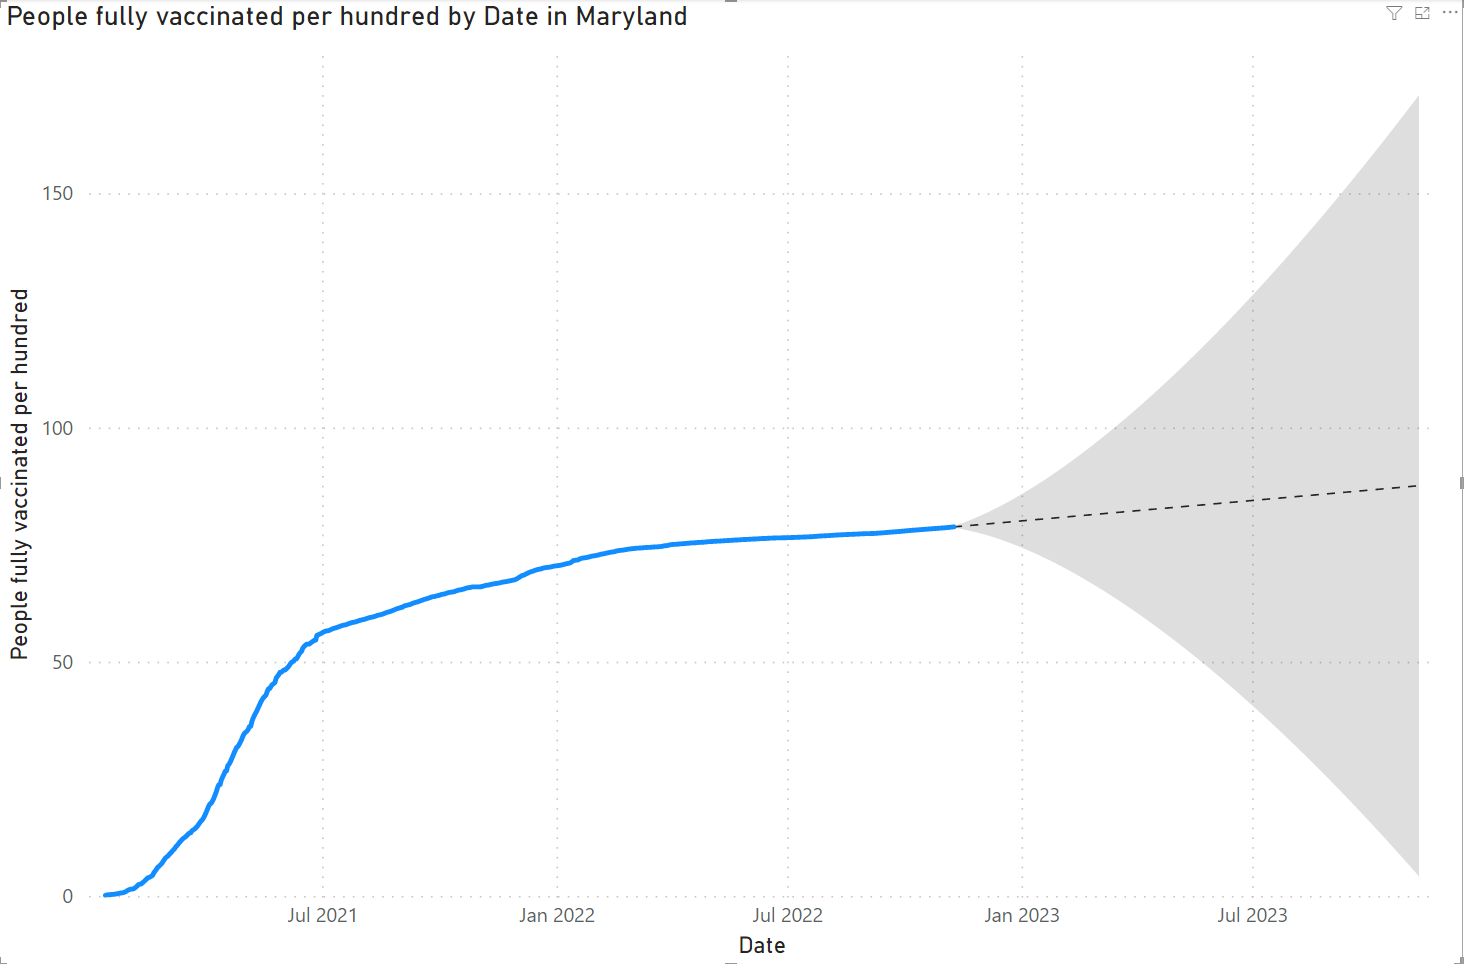 People fully vaccinated per hundred by Date in Maryland
People fully vaccinated per hundred
150
100
50
0
Jul 2021
Jan 2022
Jul 2022
Jan 2023
Jul 2023
Date